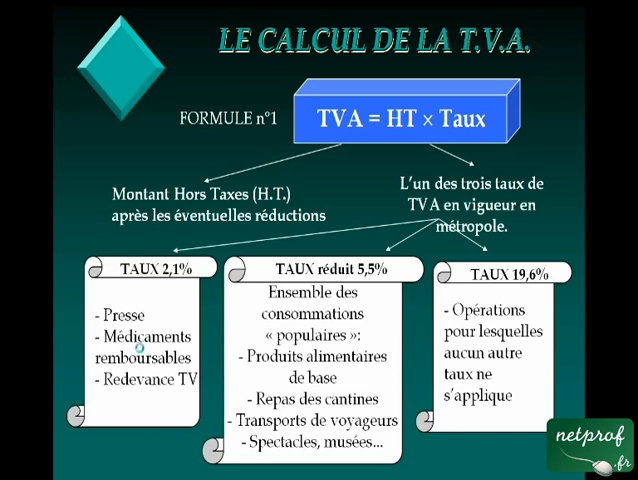 LE CALCUL DE LA T.V.A.
FORMULE n°1
TVA = HT × Taux
Montant Hors Taxes (H.T.)
après les éventuelles réductions
L'un des trois taux de
TVA en vigueur en
métropole.
TAUX 2,1%
- Presse
- Médicaments
remboursables
- Redevance TV
TAUX réduit 5,5%
Ensemble des
consommations
« populaires »:
- Produits alimentaires
de base
- Repas des cantines
- Transports de voyageurs
- Spectacles, musées...
TAUX 19,6%
- Opérations
pour lesquelles
aucun autre
taux ne
s'applique
netprof
.fr